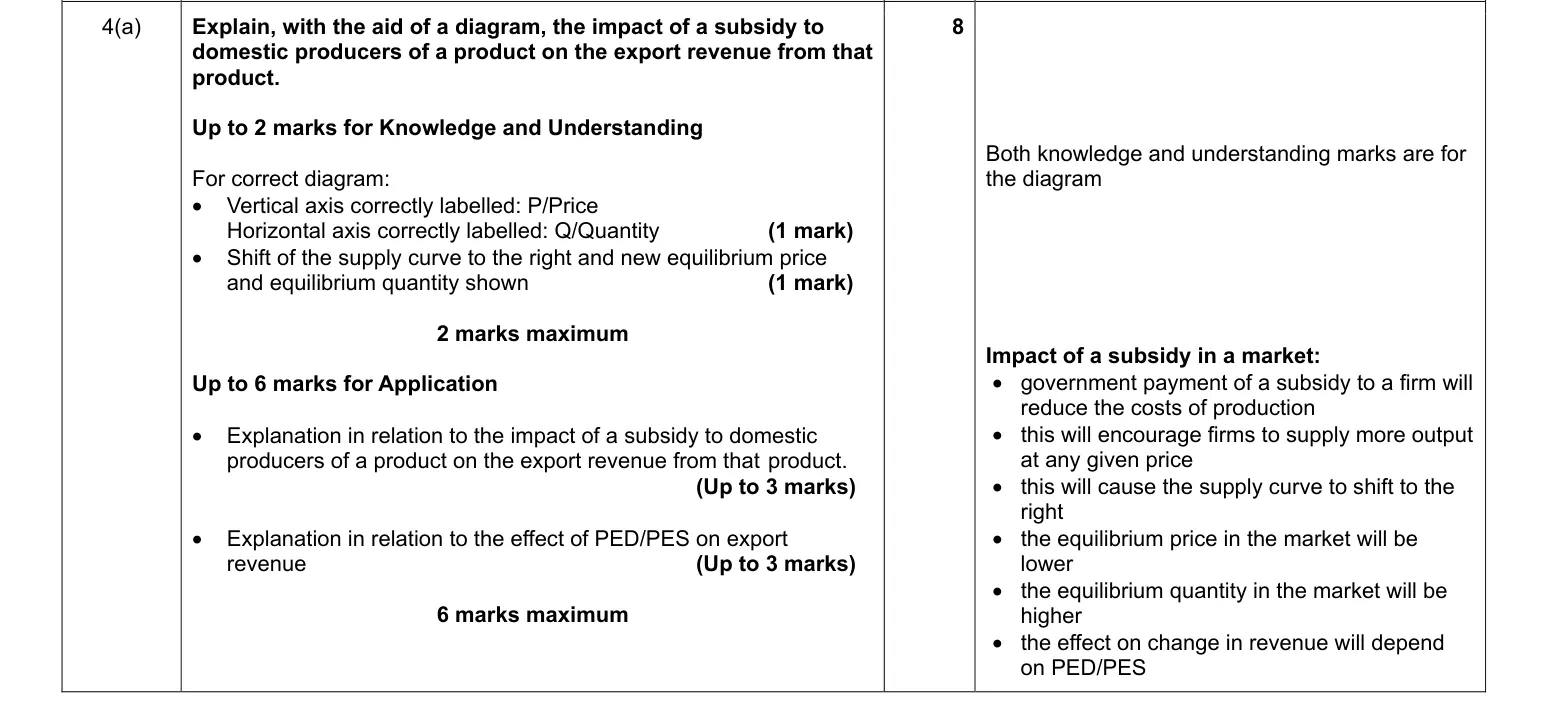 4(a)
Explain, with the aid of a diagram, the impact of a subsidy to
domestic producers of a product on the export revenue from that
product.
8
Up to 2 marks for Knowledge and Understanding
For correct diagram:
• Vertical axis correctly labelled: P/Price
Horizontal axis correctly labelled: Q/Quantity (1 mark)
• Shift of the supply curve to the right and new equilibrium price
and equilibrium quantity shown (1 mark)
2 marks maximum
Up to 6 marks for Application
• Explanation in relation to the impact of a subsidy to domestic
producers of a product on the export revenue from that product.
(Up to 3 marks)
• Explanation in relation to the effect of PED/PES on export
revenue (Up to 3 marks)
6 marks maximum
Both knowledge and understanding marks are for
the diagram
Impact of a subsidy in a market:
• government payment of a subsidy to a firm will
reduce the costs of production
• this will encourage firms to supply more output
at any given price
• this will cause the supply curve to shift to the
right
• the equilibrium price in the market will be
lower
• the equilibrium quantity in the market will be
higher
• the effect on change in revenue will depend
on PED/PES